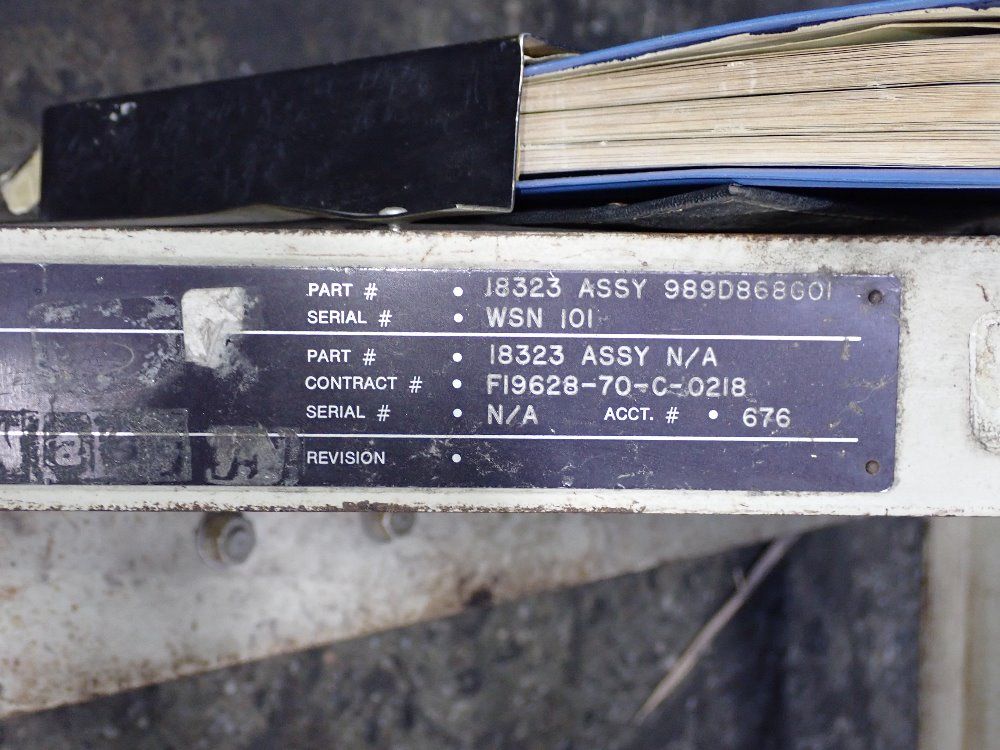 PART # • 18323 ASSY 989D868G01
SERIAL # • WSN 101
PART # • 18323 ASSY N/A
CONTRACT # • F19628-70-C-0218
SERIAL # • N/A ACCT. # • 676
REVISION •